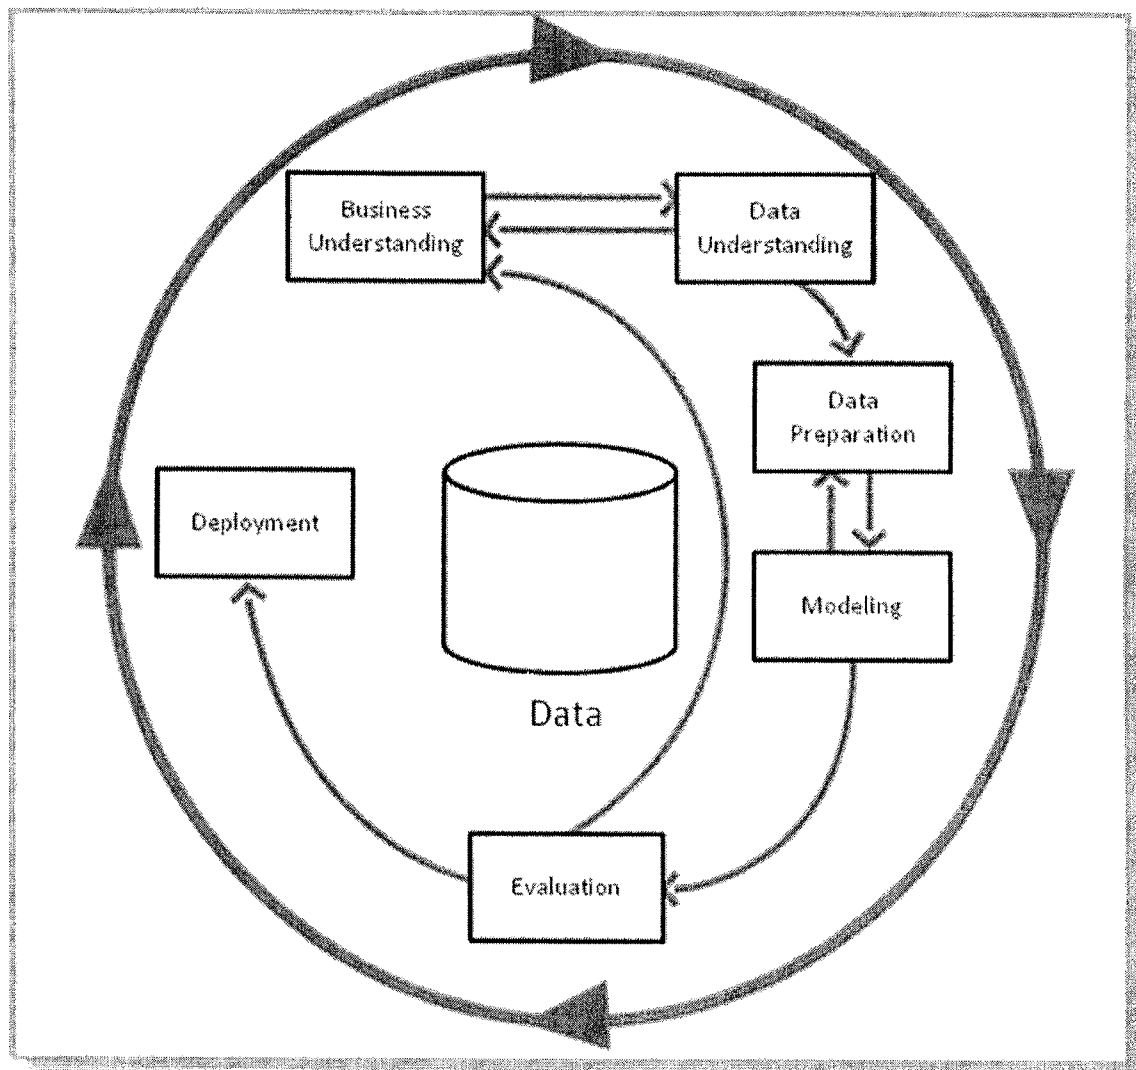 Business
Understanding
Data
Understanding
Data
Preparation
Deployment
Modeling
Data
Evaluation